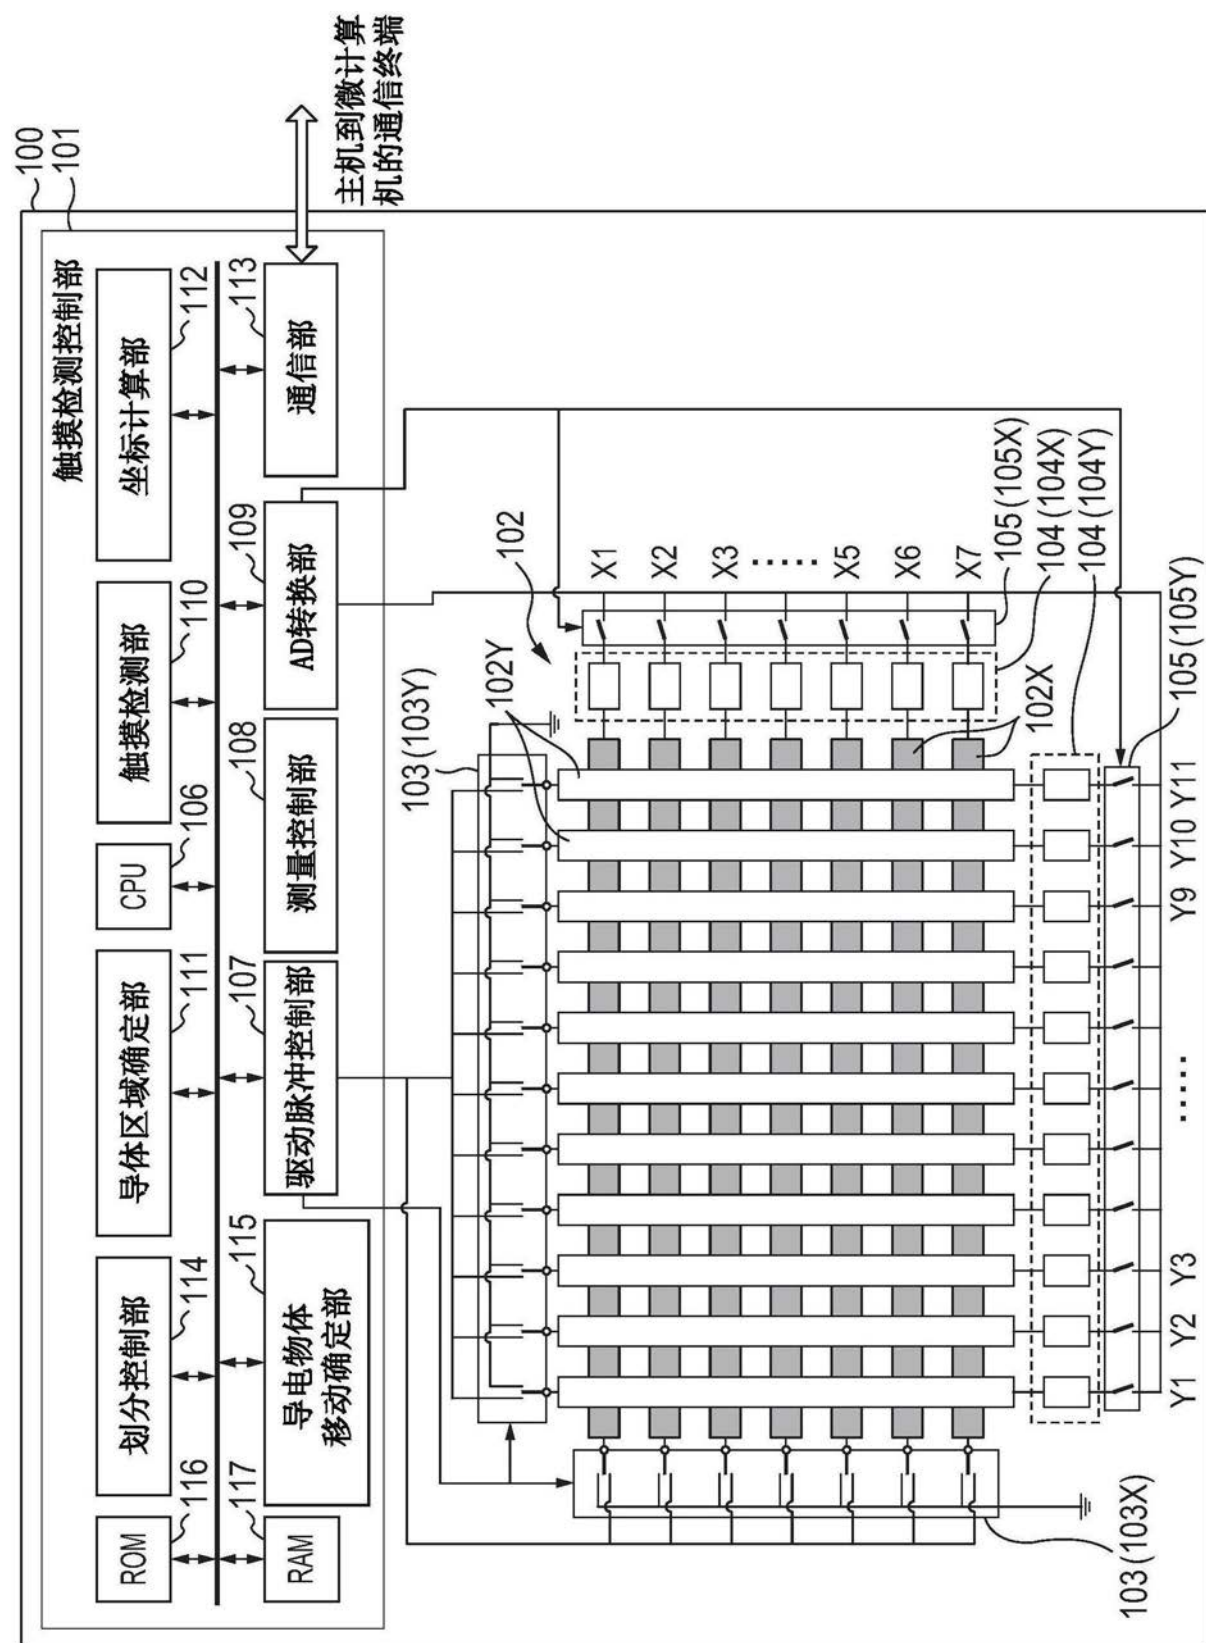 100
101
触摸检测控制部
ROM
116
划分控制部
114
导体区域确定部
111
CPU
106
触摸检测部
110
坐标计算部
112
RAM
117
导电物体
移动确定部
115
驱动脉冲控制部
107
测量控制部
108
AD转换部
109
通信部
113
主机到微计算
机的通信终端
103(103Y)
102Y
102
X1
X2
X3
.....
X5
X6
X7
102X
105(105X)
104(104X)
104(104Y)
105(105Y)
103(103X)
Y1
Y2
Y3
.....
Y9
Y10
Y11